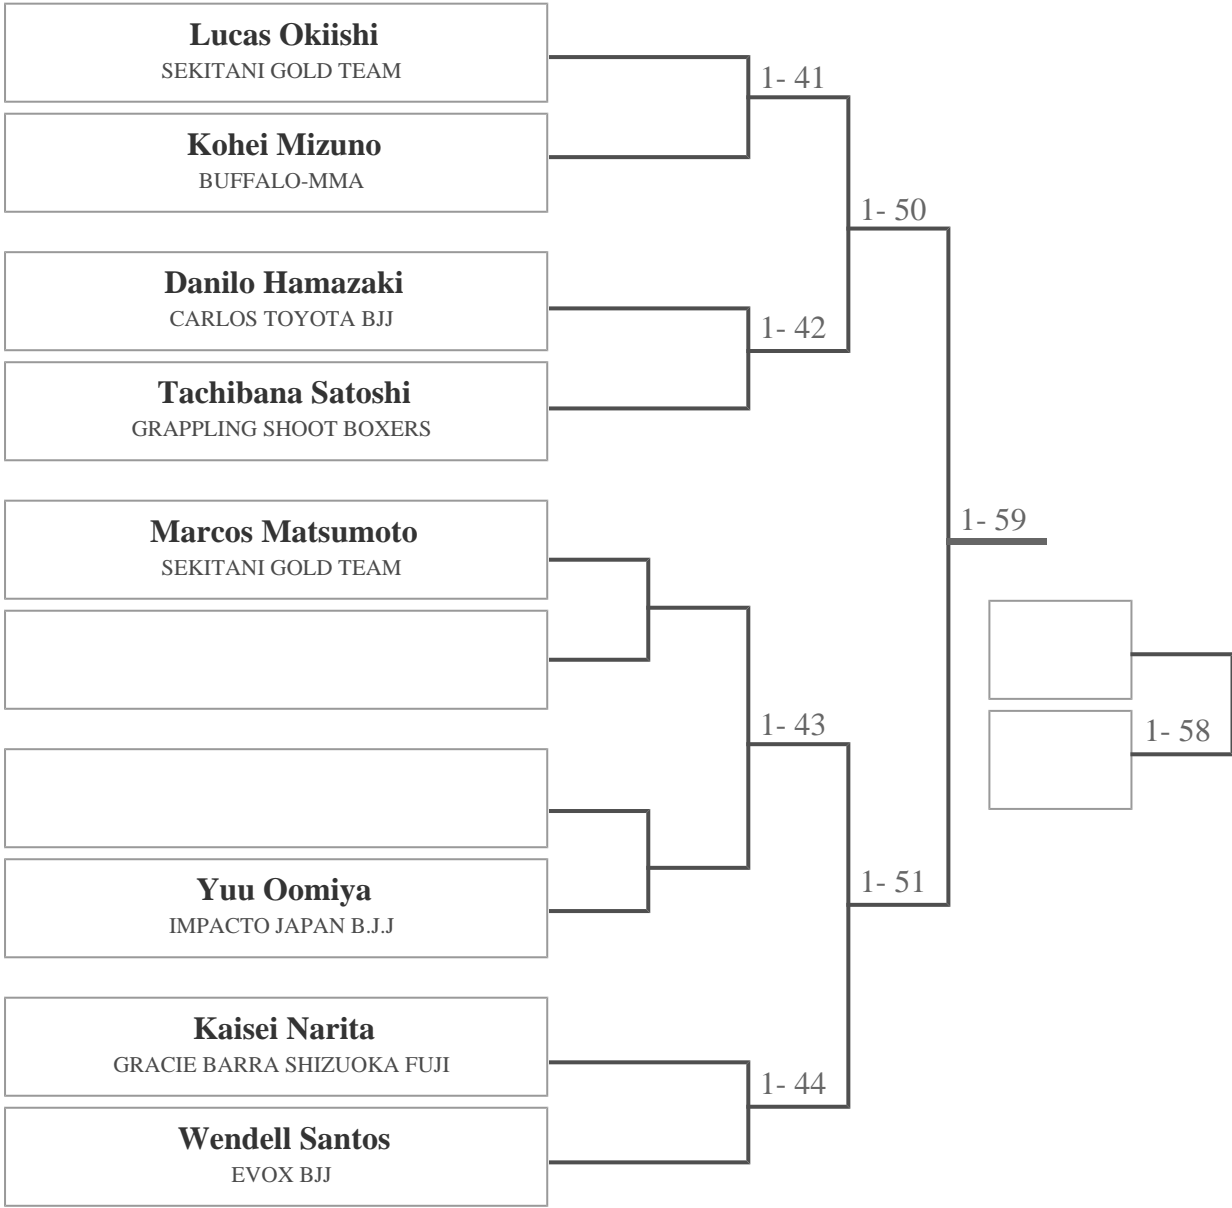 Lucas Okiishi
SEKITANI GOLD TEAM
1- 41
Kohei Mizuno
BUFFALO-MMA
1- 50
Danilo Hamazaki
CARLOS TOYOTA BJJ
1- 42
Tachibana Satoshi
GRAPPLING SHOOT BOXERS
Marcos Matsumoto
SEKITANI GOLD TEAM
1- 59
1- 43
1- 58
Yuu Oomiya
IMPACTO JAPAN B.J.J
1- 51
Kaisei Narita
GRACIE BARRA SHIZUOKA FUJI
1- 44
Wendell Santos
EVOX BJJ